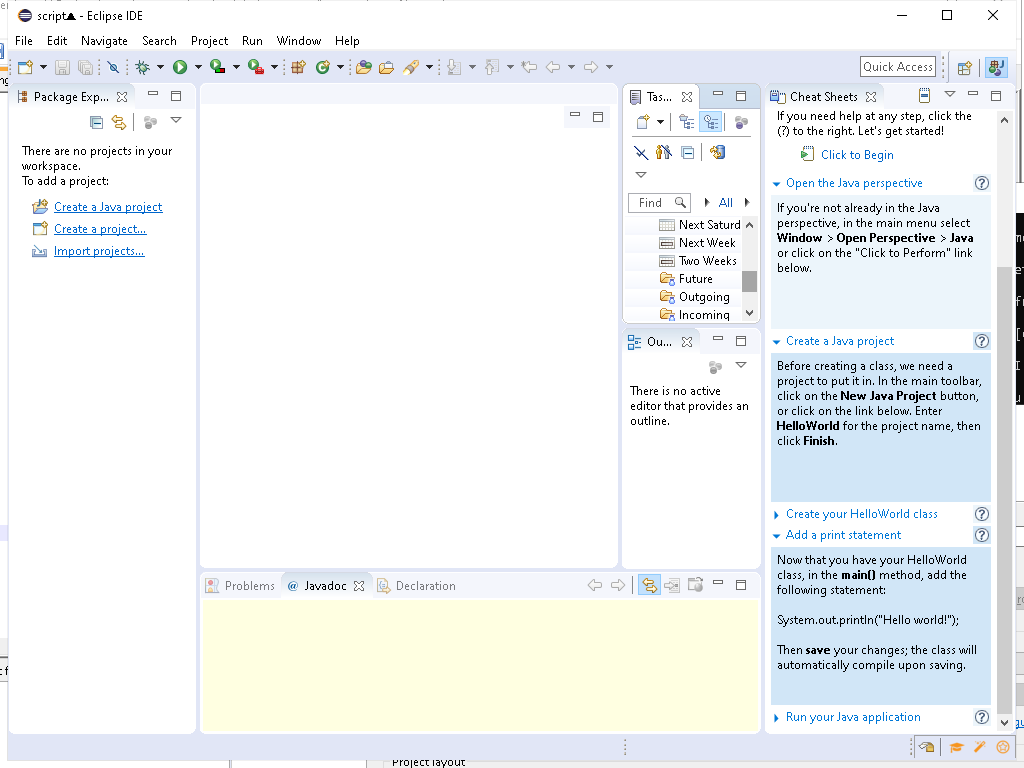 script▲ - Eclipse IDE
File Edit Navigate Search Project Run Window Help
Quick Access
Package Exp...
There are no projects in your
workspace.
To add a project:
Create a Java project
Create a project...
Import projects...
Tas...
Find
All
Next Saturd
Next Week
Two Weeks
Future
Outgoing
Incoming
Ou...
There is no active
editor that provides an
outline.
Cheat Sheets
If you need help at any step, click the
(?) to the right. Let's get started!
Click to Begin
Open the Java perspective
If you're not already in the Java
perspective, in the main menu select
Window > Open Perspective > Java
or click on the "Click to Perform" link
below.
Create a Java project
Before creating a class, we need a
project to put it in. In the main toolbar,
click on the New Java Project button,
or click on the link below. Enter
HelloWorld for the project name, then
click Finish.
Create your HelloWorld class
Add a print statement
Now that you have your HelloWorld
class, in the main() method, add the
following statement:
System.out.println("Hello world!");
Then save your changes; the class will
automatically compile upon saving.
Run your Java application
Problems @ Javadoc Declaration
Project layout